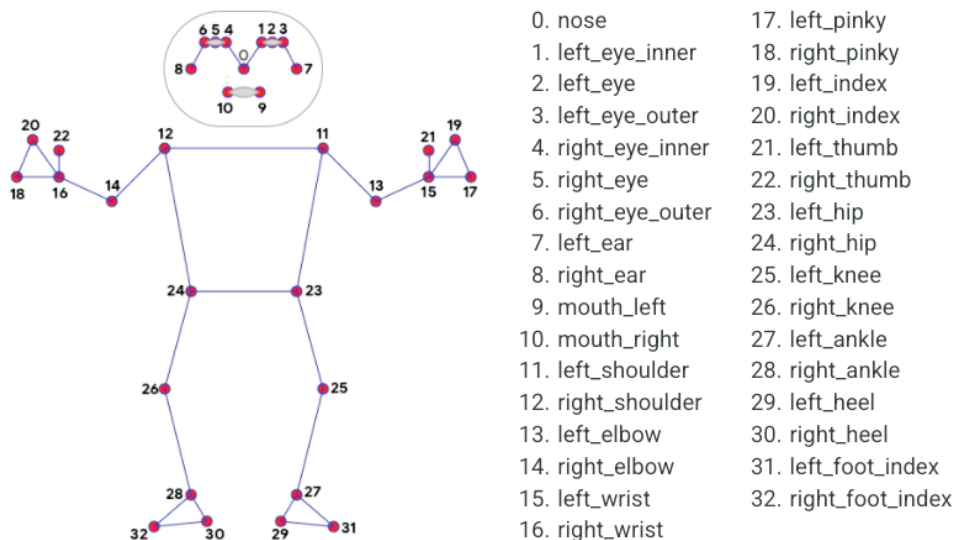 6 5 4 1 2 3
0
8 7
10 9
20 22 12 11 21 19
18 16 14 13 15 17
24 23
26 25
28 27
32 30 29 31
0. nose
1. left_eye_inner
2. left_eye
3. left_eye_outer
4. right_eye_inner
5. right_eye
6. right_eye_outer
7. left_ear
8. right_ear
9. mouth_left
10. mouth_right
11. left_shoulder
12. right_shoulder
13. left_elbow
14. right_elbow
15. left_wrist
16. right_wrist
17. left_pinky
18. right_pinky
19. left_index
20. right_index
21. left_thumb
22. right_thumb
23. left_hip
24. right_hip
25. left_knee
26. right_knee
27. left_ankle
28. right_ankle
29. left_heel
30. right_heel
31. left_foot_index
32. right_foot_index